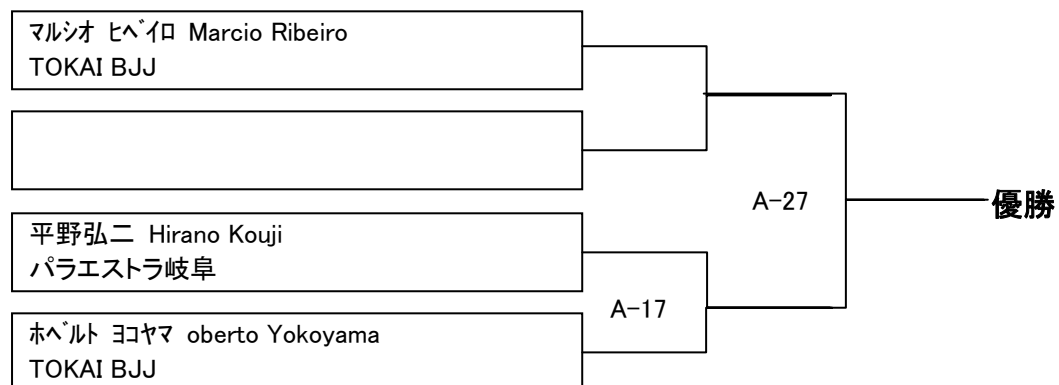 ﾏﾙｼｵ ﾋﾍﾞｲﾛ Marcio Ribeiro
TOKAI BJJ
A-27
優勝
平野弘二 Hirano Kouji
パラエストラ岐阜
A-17
ﾎﾍﾞﾙﾄ ﾖｺﾔﾏ oberto Yokoyama
TOKAI BJJ